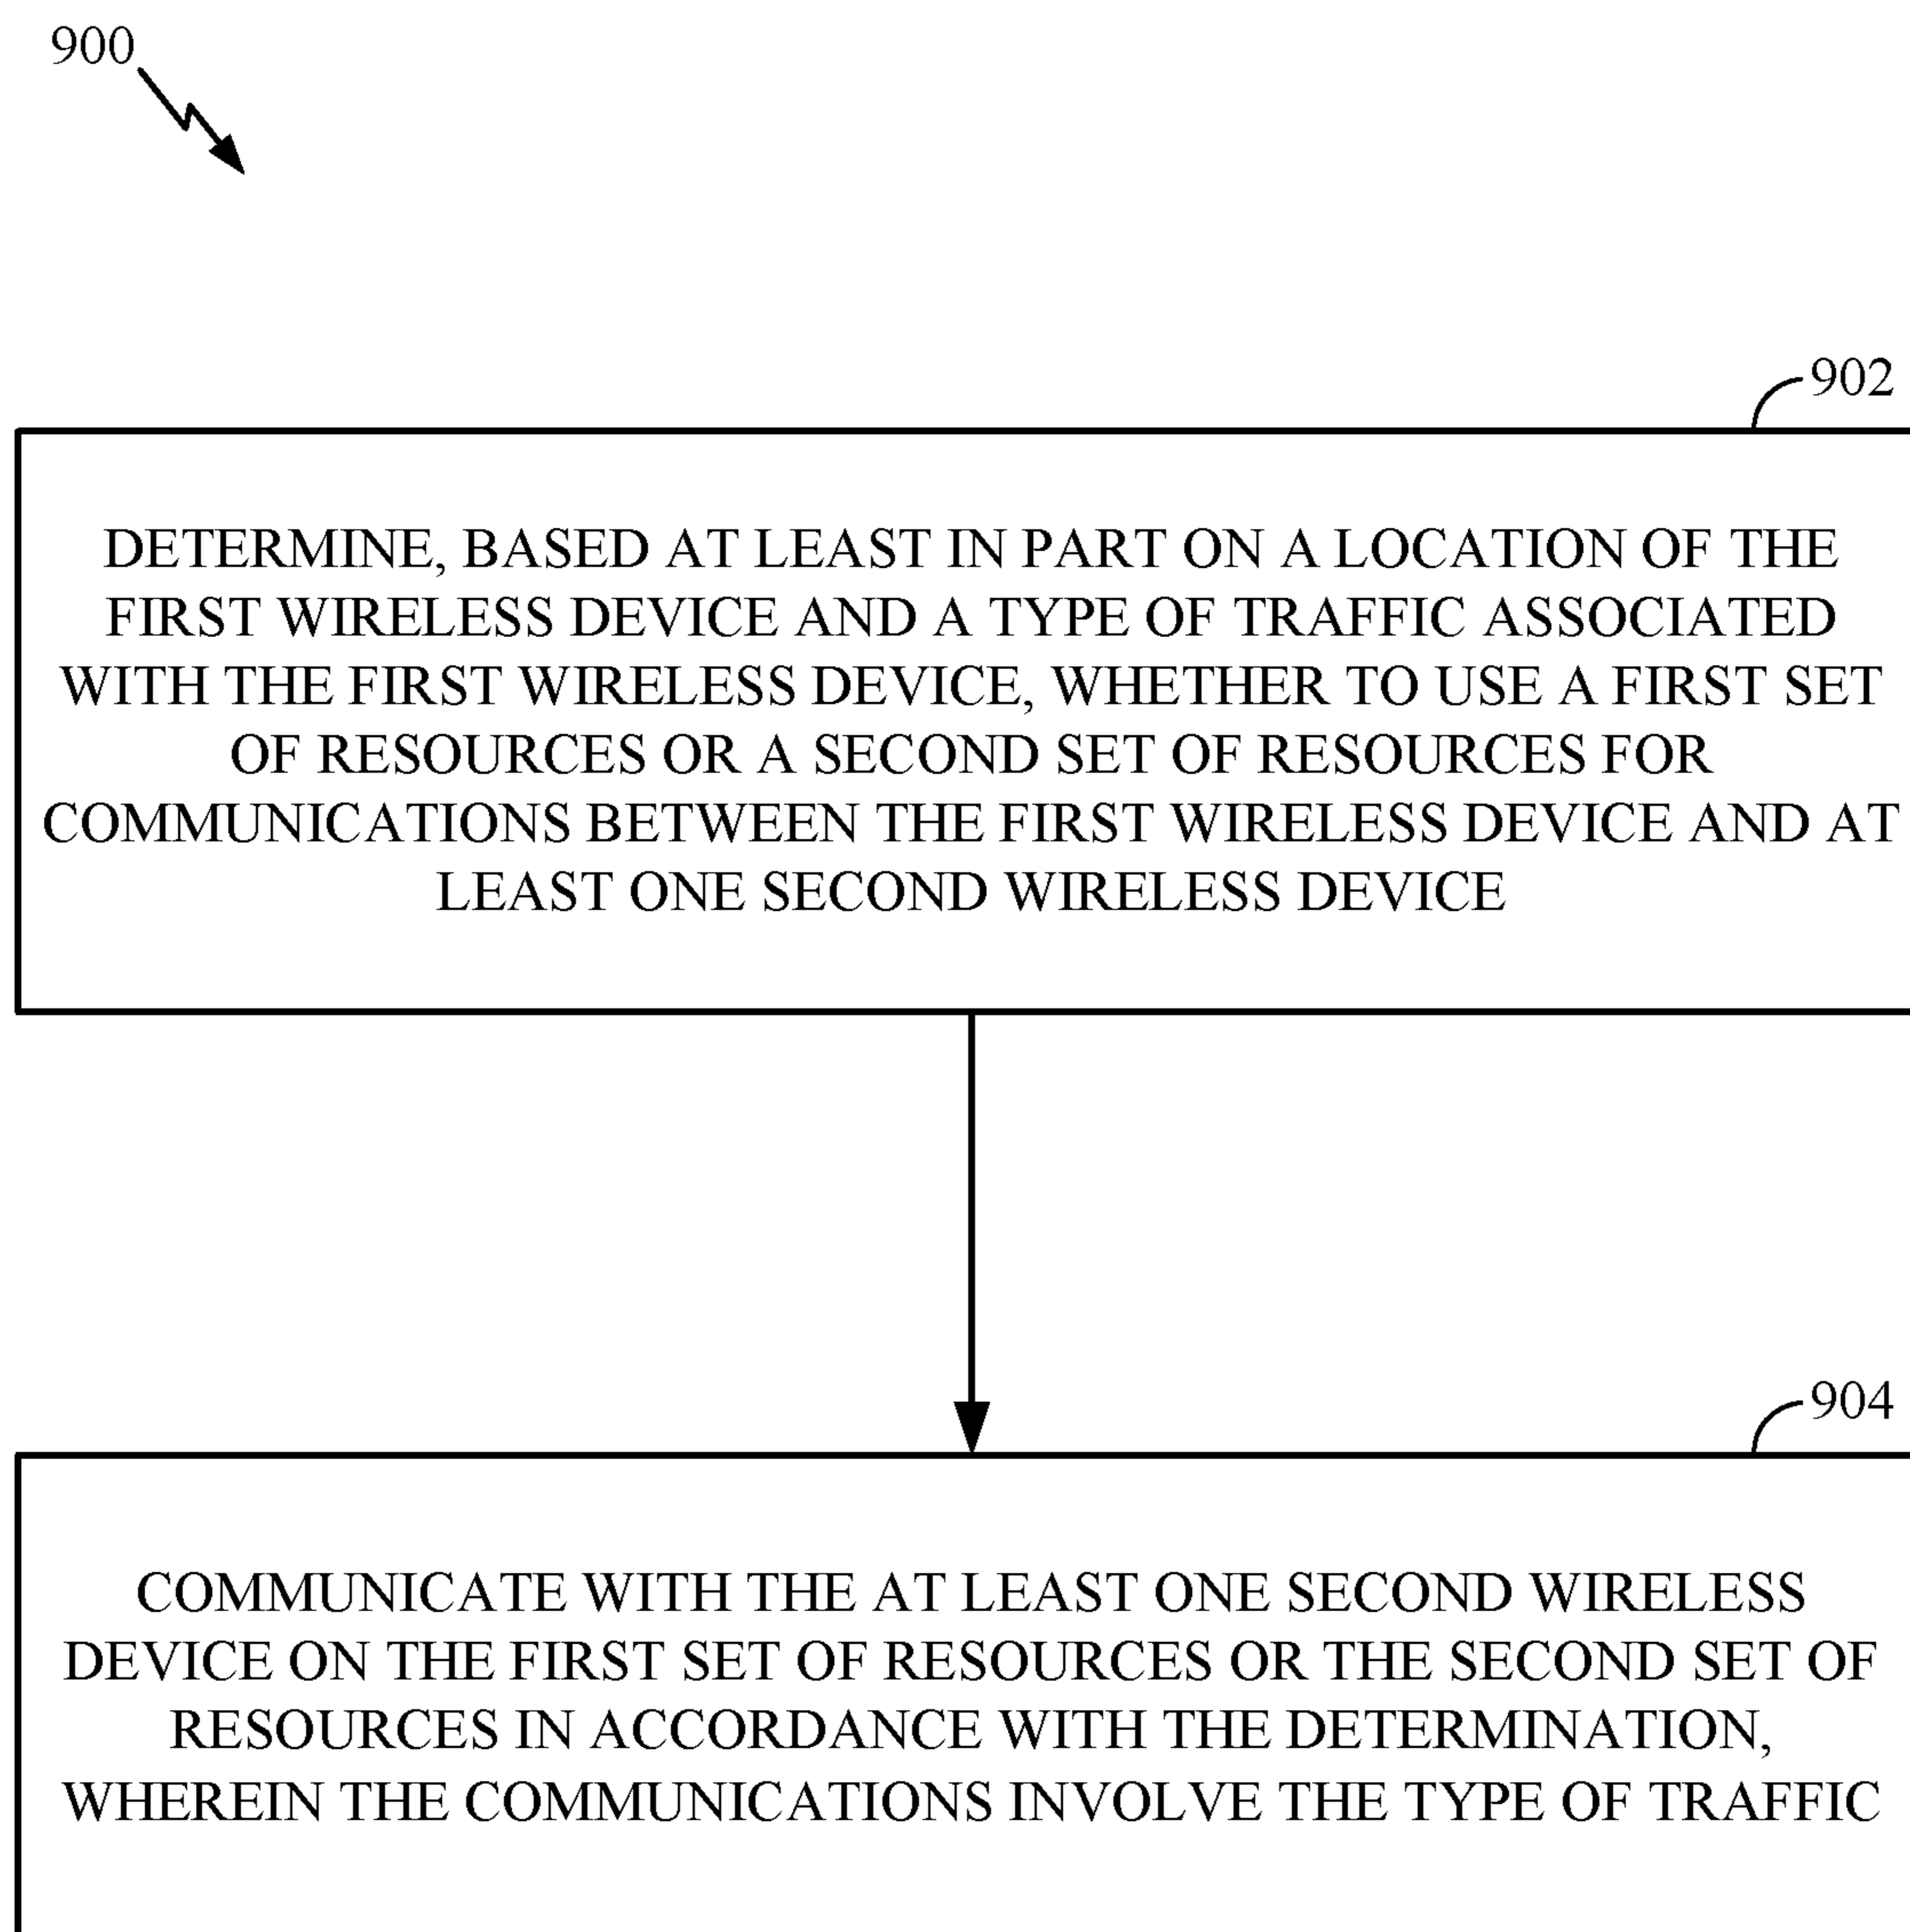 900
902
DETERMINE, BASED AT LEAST IN PART ON A LOCATION OF THE
FIRST WIRELESS DEVICE AND A TYPE OF TRAFFIC ASSOCIATED
WITH THE FIRST WIRELESS DEVICE, WHETHER TO USE A FIRST SET
OF RESOURCES OR A SECOND SET OF RESOURCES FOR
COMMUNICATIONS BETWEEN THE FIRST WIRELESS DEVICE AND AT
LEAST ONE SECOND WIRELESS DEVICE
904
COMMUNICATE WITH THE AT LEAST ONE SECOND WIRELESS
DEVICE ON THE FIRST SET OF RESOURCES OR THE SECOND SET OF
RESOURCES IN ACCORDANCE WITH THE DETERMINATION,
WHEREIN THE COMMUNICATIONS INVOLVE THE TYPE OF TRAFFIC